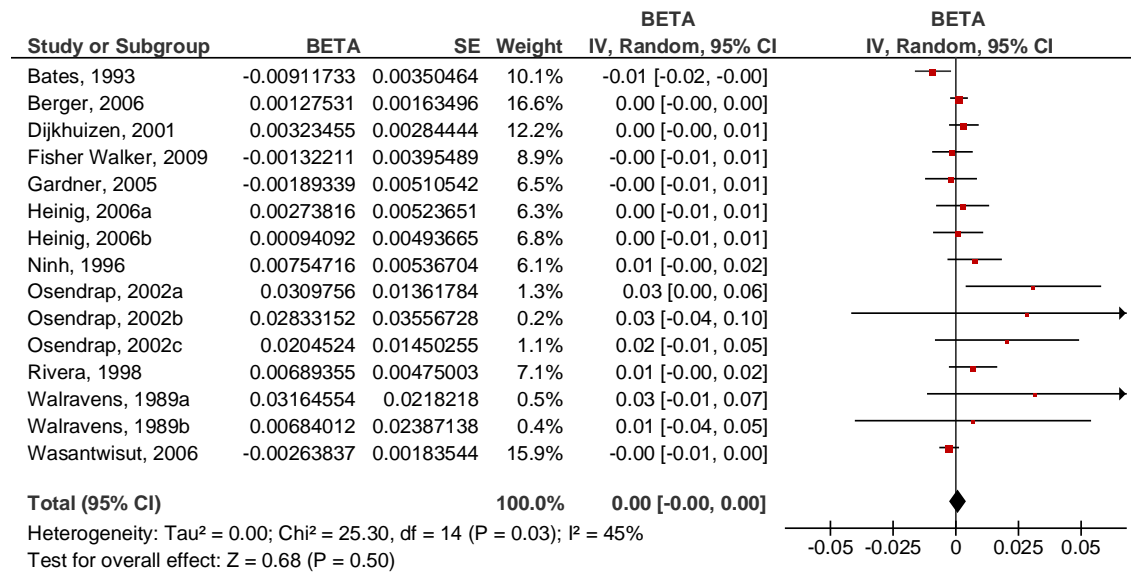 BETA BETA
Study or Subgroup BETA SE Weight IV, Random, 95% CI IV, Random, 95% CI
Bates, 1993 -0.00911733 0.00350464 10.1% -0.01 [-0.02, -0.00]
Berger, 2006 0.00127531 0.00163496 16.6% 0.00 [-0.00, 0.00]
Dijkhuizen, 2001 0.00323455 0.00284444 12.2% 0.00 [-0.00, 0.01]
Fisher Walker, 2009 -0.00132211 0.00395489 8.9% -0.00 [-0.01, 0.01]
Gardner, 2005 -0.00189339 0.00510542 6.5% -0.00 [-0.01, 0.01]
Heinig, 2006a 0.00273816 0.00523651 6.3% 0.00 [-0.01, 0.01]
Heinig, 2006b 0.00094092 0.00493665 6.8% 0.00 [-0.01, 0.01]
Ninh, 1996 0.00754716 0.00536704 6.1% 0.01 [-0.00, 0.02]
Osendrap, 2002a 0.0309756 0.01361784 1.3% 0.03 [0.00, 0.06]
Osendrap, 2002b 0.02833152 0.03556728 0.2% 0.03 [-0.04, 0.10]
Osendrap, 2002c 0.0204524 0.01450255 1.1% 0.02 [-0.01, 0.05]
Rivera, 1998 0.00689355 0.00475003 7.1% 0.01 [-0.00, 0.02]
Walravens, 1989a 0.03164554 0.0218218 0.5% 0.03 [-0.01, 0.07]
Walravens, 1989b 0.00684012 0.02387138 0.4% 0.01 [-0.04, 0.05]
Wasantwisut, 2006 -0.00263837 0.00183544 15.9% -0.00 [-0.01, 0.00]
Total (95% CI) 100.0% 0.00 [-0.00, 0.00]
Heterogeneity: Tau² = 0.00; Chi² = 25.30, df = 14 (P = 0.03); I² = 45%
Test for overall effect: Z = 0.68 (P = 0.50)
-0.05 -0.025 0 0.025 0.05